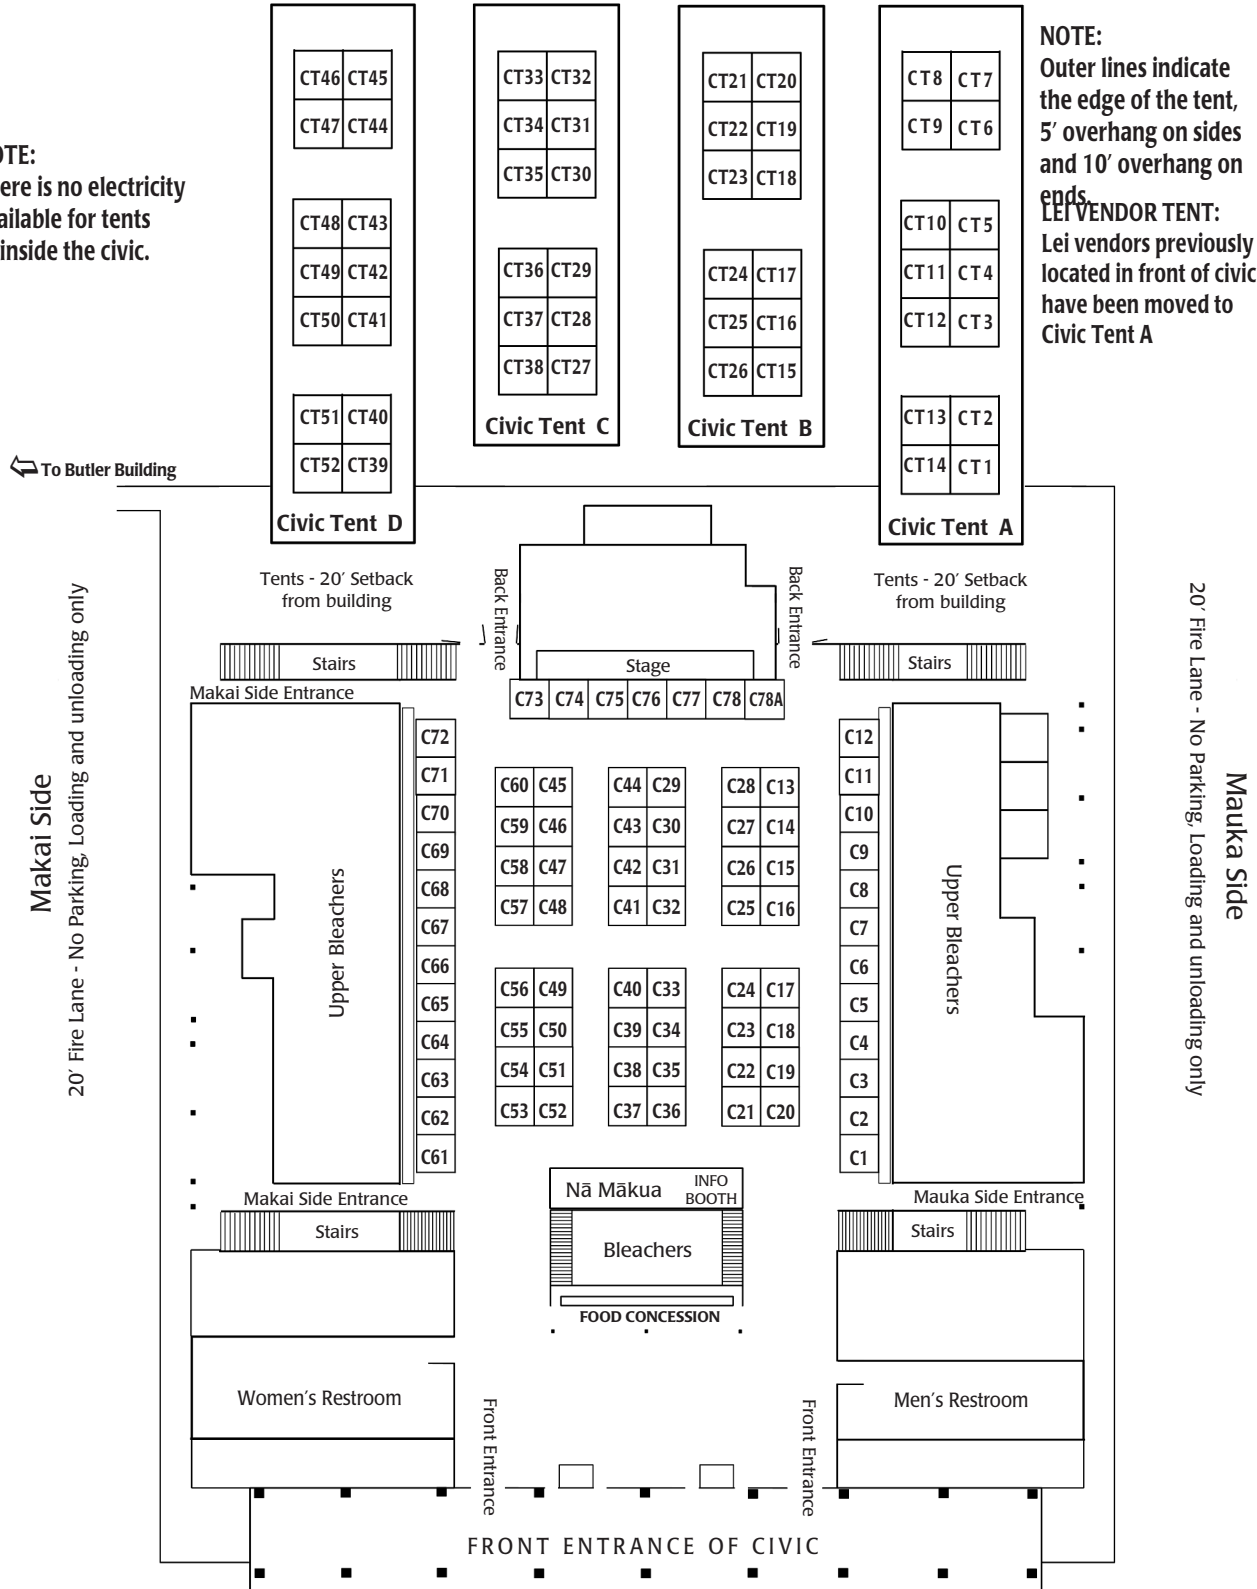 NOTE:
Outer lines indicate
the edge of the tent,
5′ overhang on sides
and 10′ overhang on
ends.
LEI VENDOR TENT:
Lei vendors previously
located in front of civic
have been moved to
Civic Tent A
OTE:
ere is no electricity
ailable for tents
inside the civic.
CT46 CT45
CT47 CT44
CT48 CT43
CT49 CT42
CT50 CT41
CT51 CT40
CT52 CT39
Civic Tent D
CT33 CT32
CT34 CT31
CT35 CT30
CT36 CT29
CT37 CT28
CT38 CT27
Civic Tent C
CT21 CT20
CT22 CT19
CT23 CT18
CT24 CT17
CT25 CT16
CT26 CT15
Civic Tent B
CT8 CT7
CT9 CT6
CT10 CT5
CT11 CT4
CT12 CT3
CT13 CT2
CT14 CT1
Civic Tent A
To Butler Building
Tents - 20′ Setback
from building
Back Entrance
Back Entrance
Tents - 20′ Setback
from building
Stairs
Stage
Stairs
Makai Side Entrance
C73 C74 C75 C76 C77 C78 C78A
Makai Side
20′ Fire Lane - No Parking, Loading and unloading only
Upper Bleachers
C72
C71
C70
C69
C68
C67
C66
C65
C64
C63
C62
C61
C60 C45
C59 C46
C58 C47
C57 C48
C56 C49
C55 C50
C54 C51
C53 C52
C44 C29
C43 C30
C42 C31
C41 C32
C40 C33
C39 C34
C38 C35
C37 C36
C28 C13
C27 C14
C26 C15
C25 C16
C24 C17
C23 C18
C22 C19
C21 C20
C12
C11
C10
C9
C8
C7
C6
C5
C4
C3
C2
C1
Upper Bleachers
20′ Fire Lane - No Parking, Loading and unloading only
Mauka Side
Makai Side Entrance
Stairs
Nā Mākua
INFO
BOOTH
Bleachers
FOOD CONCESSION
Mauka Side Entrance
Stairs
Women's Restroom
Men's Restroom
Front Entrance
Front Entrance
FRONT ENTRANCE OF CIVIC